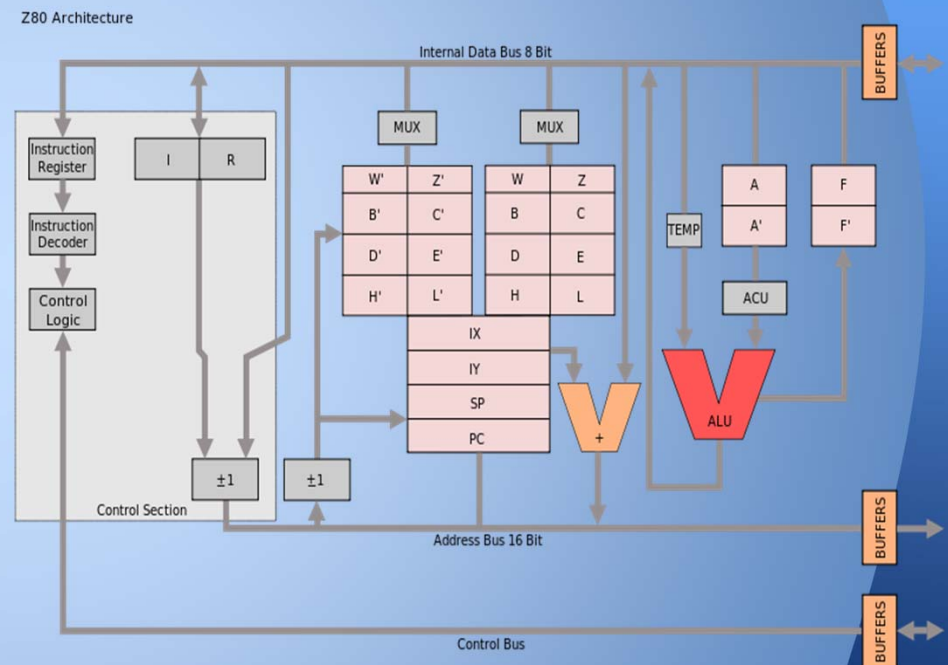 Z80 Architecture
Internal Data Bus 8 Bit
BUFFERS
MUX
MUX
Instruction
Register
I
R
W'
Z'
W
Z
A
F
B'
C'
B
C
Instruction
Decoder
TEMP
A'
F'
D'
E'
D
E
Control
Logic
H'
L'
H
L
ACU
IX
IY
SP
PC
+
ALU
±1
±1
Control Section
BUFFERS
Address Bus 16 Bit
BUFFERS
Control Bus